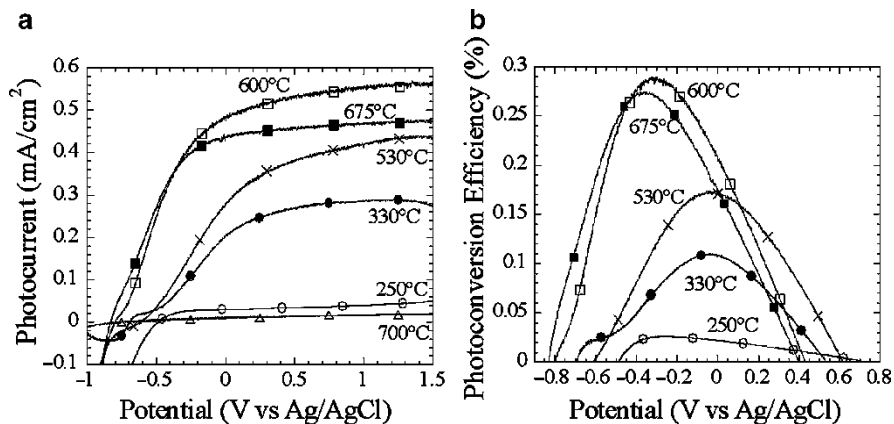 a
Photocurrent (mA/cm²)
0.6
0.5
0.4
0.3
0.2
0.1
0
−0.1
600°C
675°C
530°C
330°C
250°C
700°C
−1 −0.5 0 0.5 1 1.5
Potential (V vs Ag/AgCl)
b
Photoconversion Efficiency (%)
0.3
0.25
0.2
0.15
0.1
0.05
0
600°C
675°C
530°C
330°C
250°C
−0.8 −0.6 −0.4 −0.2 0 0.2 0.4 0.6 0.8
Potential (V vs Ag/AgCl)